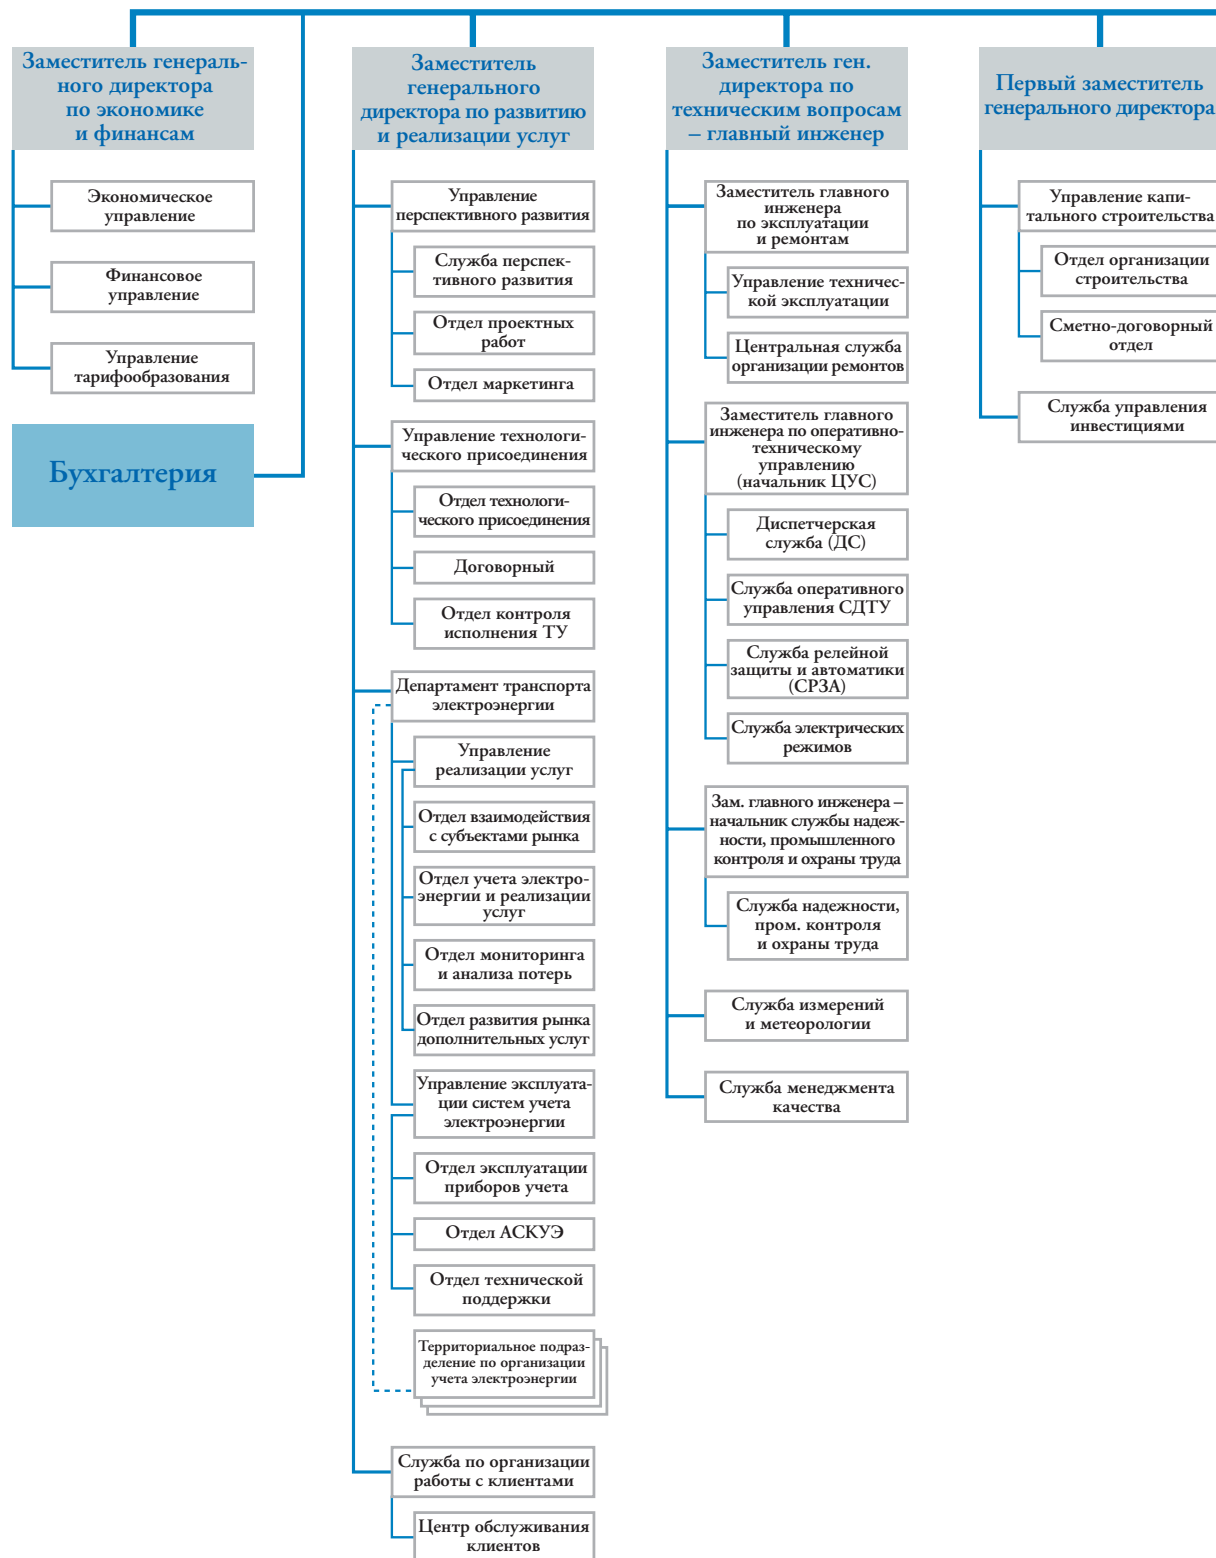 Заместитель генераль-
ного директора
по экономике
и финансам
Экономическое
управление
Финансовое
управление
Управление
тарифообразования
Бухгалтерия
Заместитель
генерального
директора по развитию
и реализации услуг
Управление
перспективного развития
Служба перспек-
тивного развития
Отдел проектных
работ
Отдел маркетинга
Управление технологи-
ческого присоединения
Отдел технологи-
ческого присоединения
Договорный
Отдел контроля
исполнения ТУ
Департамент транспорта
электроэнергии
Управление
реализации услуг
Отдел взаимодействия
с субъектами рынка
Отдел учета электро-
энергии и реализации
услуг
Отдел мониторинга
и анализа потерь
Отдел развития рынка
дополнительных услуг
Управление эксплуата-
ции систем учета
электроэнергии
Отдел эксплуатации
приборов учета
Отдел АСКУЭ
Отдел технической
поддержки
Территориальное подраз-
деление по организации
учета электроэнергии
Служба по организации
работы с клиентами
Центр обслуживания
клиентов
Заместитель ген.
директора по
техническим вопросам
– главный инженер
Заместитель главного
инженера
по эксплуатации
и ремонтам
Управление техничес-
кой эксплуатации
Центральная служба
организации ремонтов
Заместитель главного
инженера по оперативно-
техническому
управлению
(начальник ЦУС)
Диспетчерская
служба (ДС)
Служба оперативного
управления СДТУ
Служба релейной
защиты и автоматики
(СРЗА)
Служба электрических
режимов
Зам. главного инженера –
начальник службы надеж-
ности, промышленного
контроля и охраны труда
Служба надежности,
пром. контроля
и охраны труда
Служба измерений
и метеорологии
Служба менеджмента
качества
Первый заместитель
генерального директора
Управление капи-
тального строительства
Отдел организации
строительства
Сметно-договорный
отдел
Служба управления
инвестициями